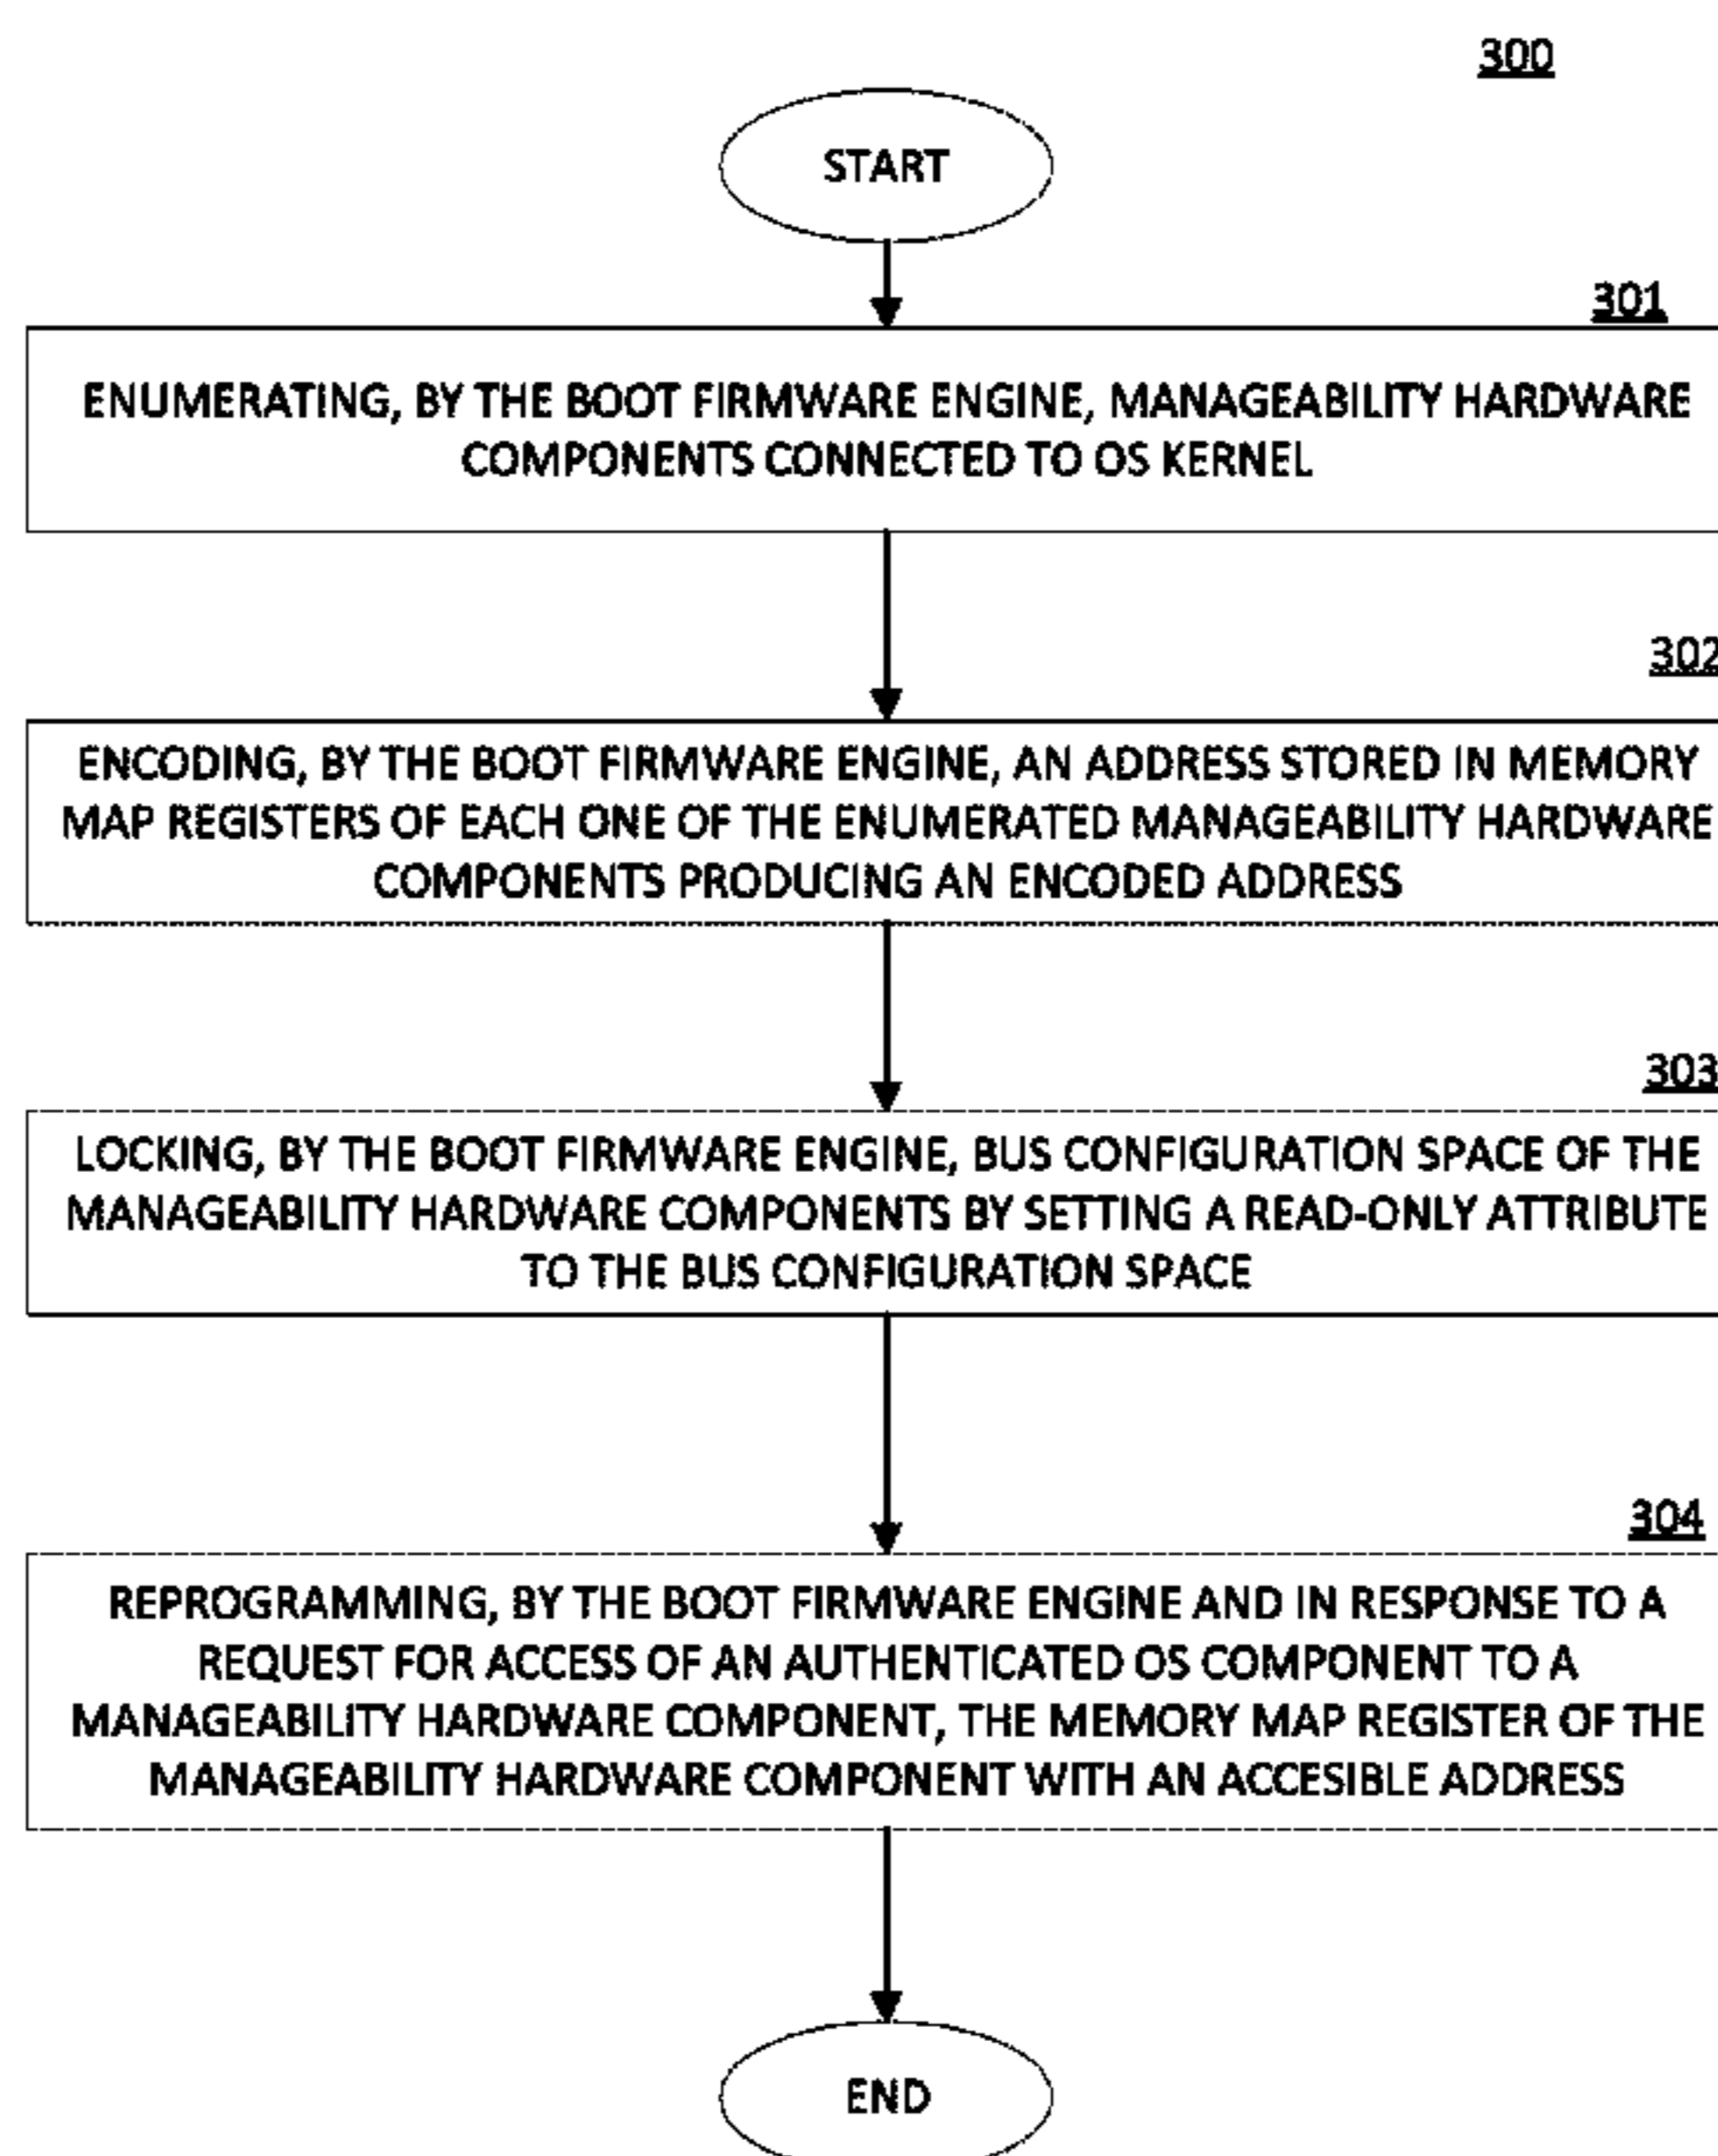 300
START
301
ENUMERATING, BY THE BOOT FIRMWARE ENGINE, MANAGEABILITY HARDWARE
COMPONENTS CONNECTED TO OS KERNEL
302
ENCODING, BY THE BOOT FIRMWARE ENGINE, AN ADDRESS STORED IN MEMORY
MAP REGISTERS OF EACH ONE OF THE ENUMERATED MANAGEABILITY HARDWARE
COMPONENTS PRODUCING AN ENCODED ADDRESS
303
LOCKING, BY THE BOOT FIRMWARE ENGINE, BUS CONFIGURATION SPACE OF THE
MANAGEABILITY HARDWARE COMPONENTS BY SETTING A READ-ONLY ATTRIBUTE
TO THE BUS CONFIGURATION SPACE
304
REPROGRAMMING, BY THE BOOT FIRMWARE ENGINE AND IN RESPONSE TO A
REQUEST FOR ACCESS OF AN AUTHENTICATED OS COMPONENT TO A
MANAGEABILITY HARDWARE COMPONENT, THE MEMORY MAP REGISTER OF THE
MANAGEABILITY HARDWARE COMPONENT WITH AN ACCESIBLE ADDRESS
END